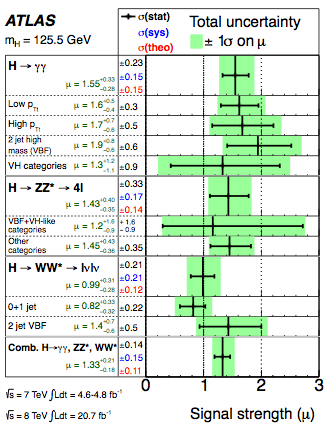 ATLAS
m_H = 125.5 GeV
σ(stat)
σ(sys)
σ(theo)
Total uncertainty
± 1σ on μ
H → γγ
μ = 1.55 +0.33 -0.28
±0.23
±0.15
±0.15
Low p_Tt μ = 1.6 +0.5 -0.4 ±0.3
High p_Tt μ = 1.7 +0.7 -0.6 ±0.5
2 jet high
mass (VBF) μ = 1.9 +0.8 -0.6 ±0.6
VH categories μ = 1.3 +1.2 -1.1 ±0.9
H → ZZ* → 4l
μ = 1.43 +0.40 -0.35
±0.33
±0.17
±0.14
VBF+VH-like
categories μ = 1.2 +1.6 -0.9 + 1.6 - 0.9
Other
categories μ = 1.45 +0.43 -0.36 ±0.35
H → WW* → lνlν
μ = 0.99 +0.31 -0.28
±0.21
±0.21
±0.12
0+1 jet μ = 0.82 +0.33 -0.32 ±0.22
2 jet VBF μ = 1.4 +0.7 -0.6 ±0.5
Comb. H→γγ, ZZ*, WW*
μ = 1.33 +0.21 -0.18
±0.14
±0.15
±0.11
√s = 7 TeV ∫Ldt = 4.6-4.8 fb⁻¹
√s = 8 TeV ∫Ldt = 20.7 fb⁻¹
0 1 2 3
Signal strength (μ)